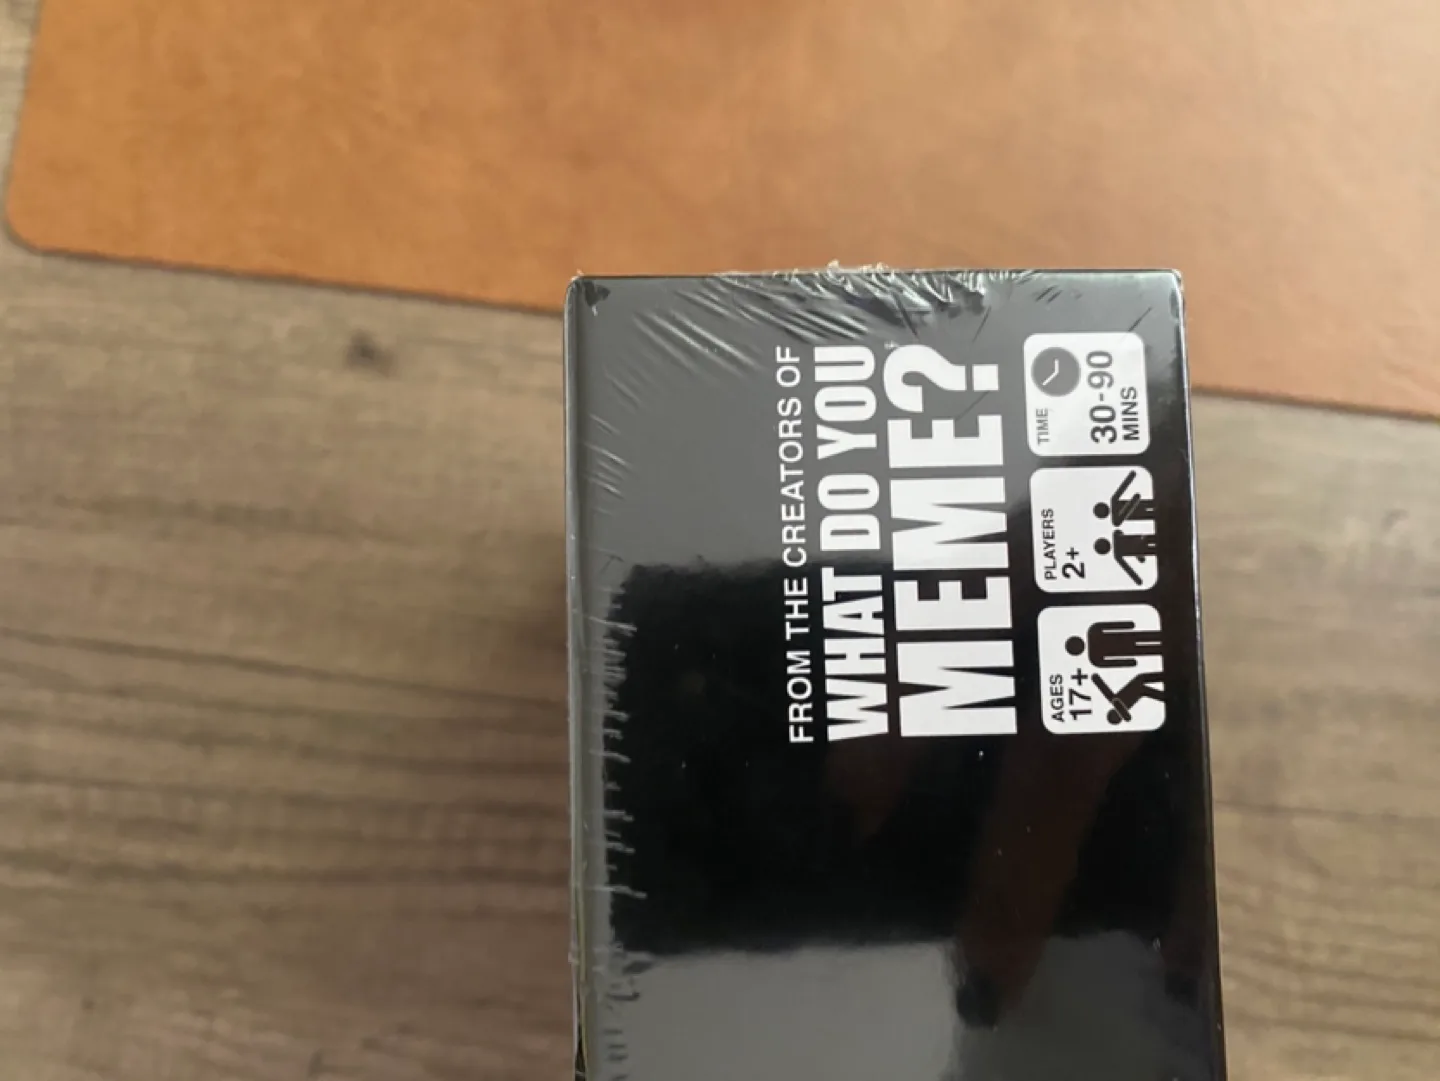 FROM THE CREATORS OF
WHAT DO YOU
MEME?
AGES
17+
PLAYERS
2+
TIME
30-90
MINS